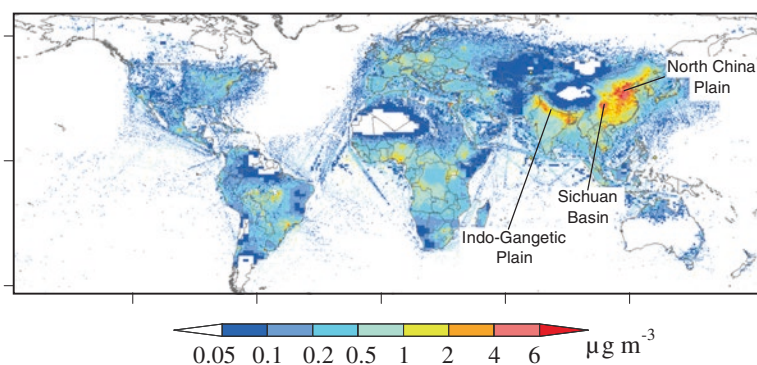 North China
Plain
Sichuan
Basin
Indo-Gangetic
Plain
0.05 0.1 0.2 0.5 1 2 4 6 µg m⁻³